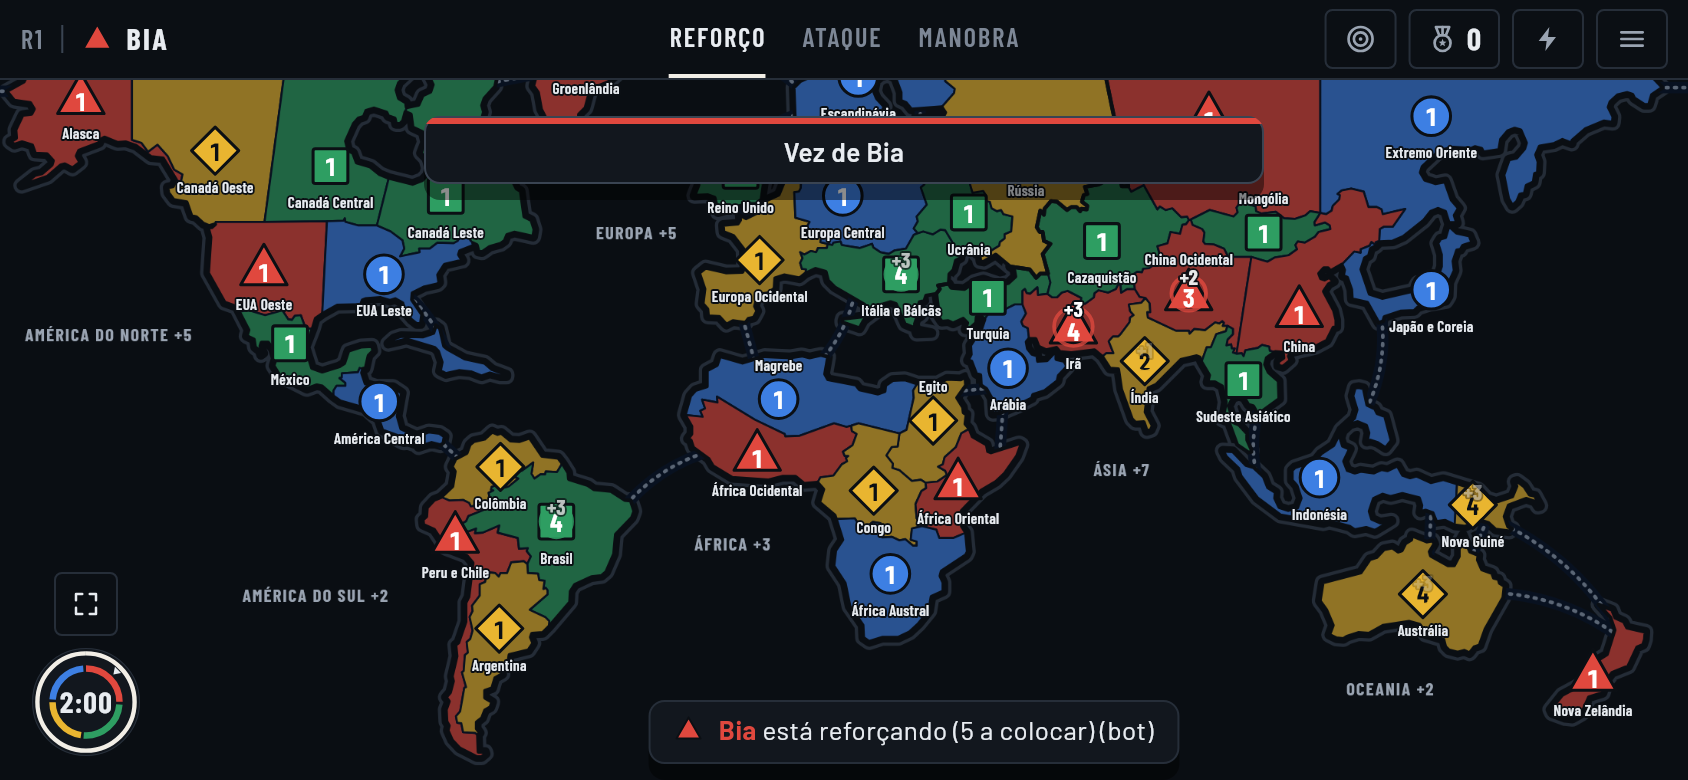 R1
BIA
REFORÇO
ATAQUE
MANOBRA
0
Groenlândia
1
Alasca
1
Canadá Oeste
1
Canadá Central
1
Canadá Leste
Escandinávia
1
Extremo Oriente
Vez de Bia
Reino Unido
1
Europa Central
Rússia
1
Ucrânia
Mongólia
1
EUROPA +5
1
Europa Ocidental
+3
4
Itália e Bálcãs
1
Cazaquistão
China Ocidental
+2
3
1
EUA Oeste
1
EUA Leste
1
Turquia
+3
4
Irã
1
China
1
Japão e Coreia
AMÉRICA DO NORTE +5
1
México
1
América Central
Magrebe
1
Egito
1
1
Arábia
2
Índia
1
Sudeste Asiático
1
Colômbia
1
África Ocidental
1
Congo
1
África Oriental
ÁSIA +7
1
Indonésia
+3
4
Nova Guiné
+3
4
Brasil
1
Peru e Chile
ÁFRICA +3
1
África Austral
AMÉRICA DO SUL +2
1
Argentina
4
Austrália
OCEANIA +2
1
Nova Zelândia
2:00
Bia está reforçando (5 a colocar) (bot)